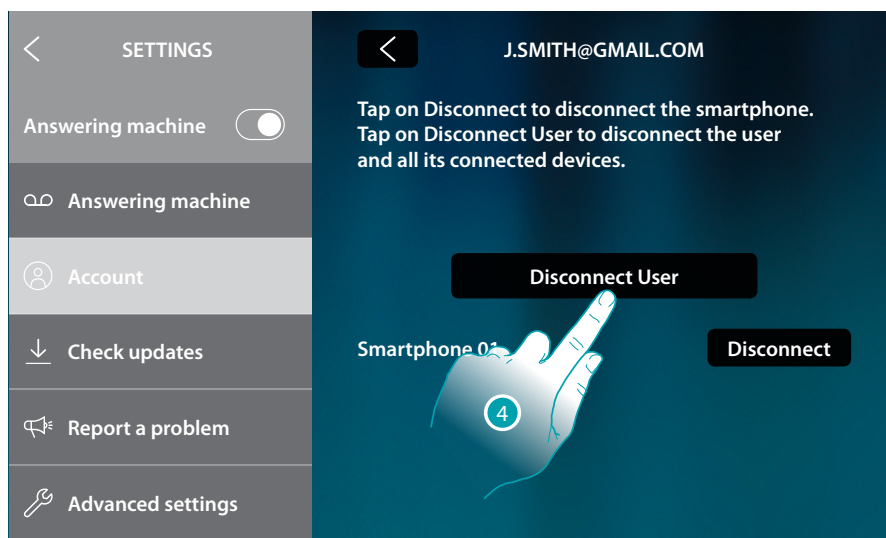 SETTINGS
Answering machine
Answering machine
Account
Check updates
Report a problem
Advanced settings
J.SMITH@GMAIL.COM
Tap on Disconnect to disconnect the smartphone.
Tap on Disconnect User to disconnect the user
and all its connected devices.
Disconnect User
Smartphone 01
Disconnect
4